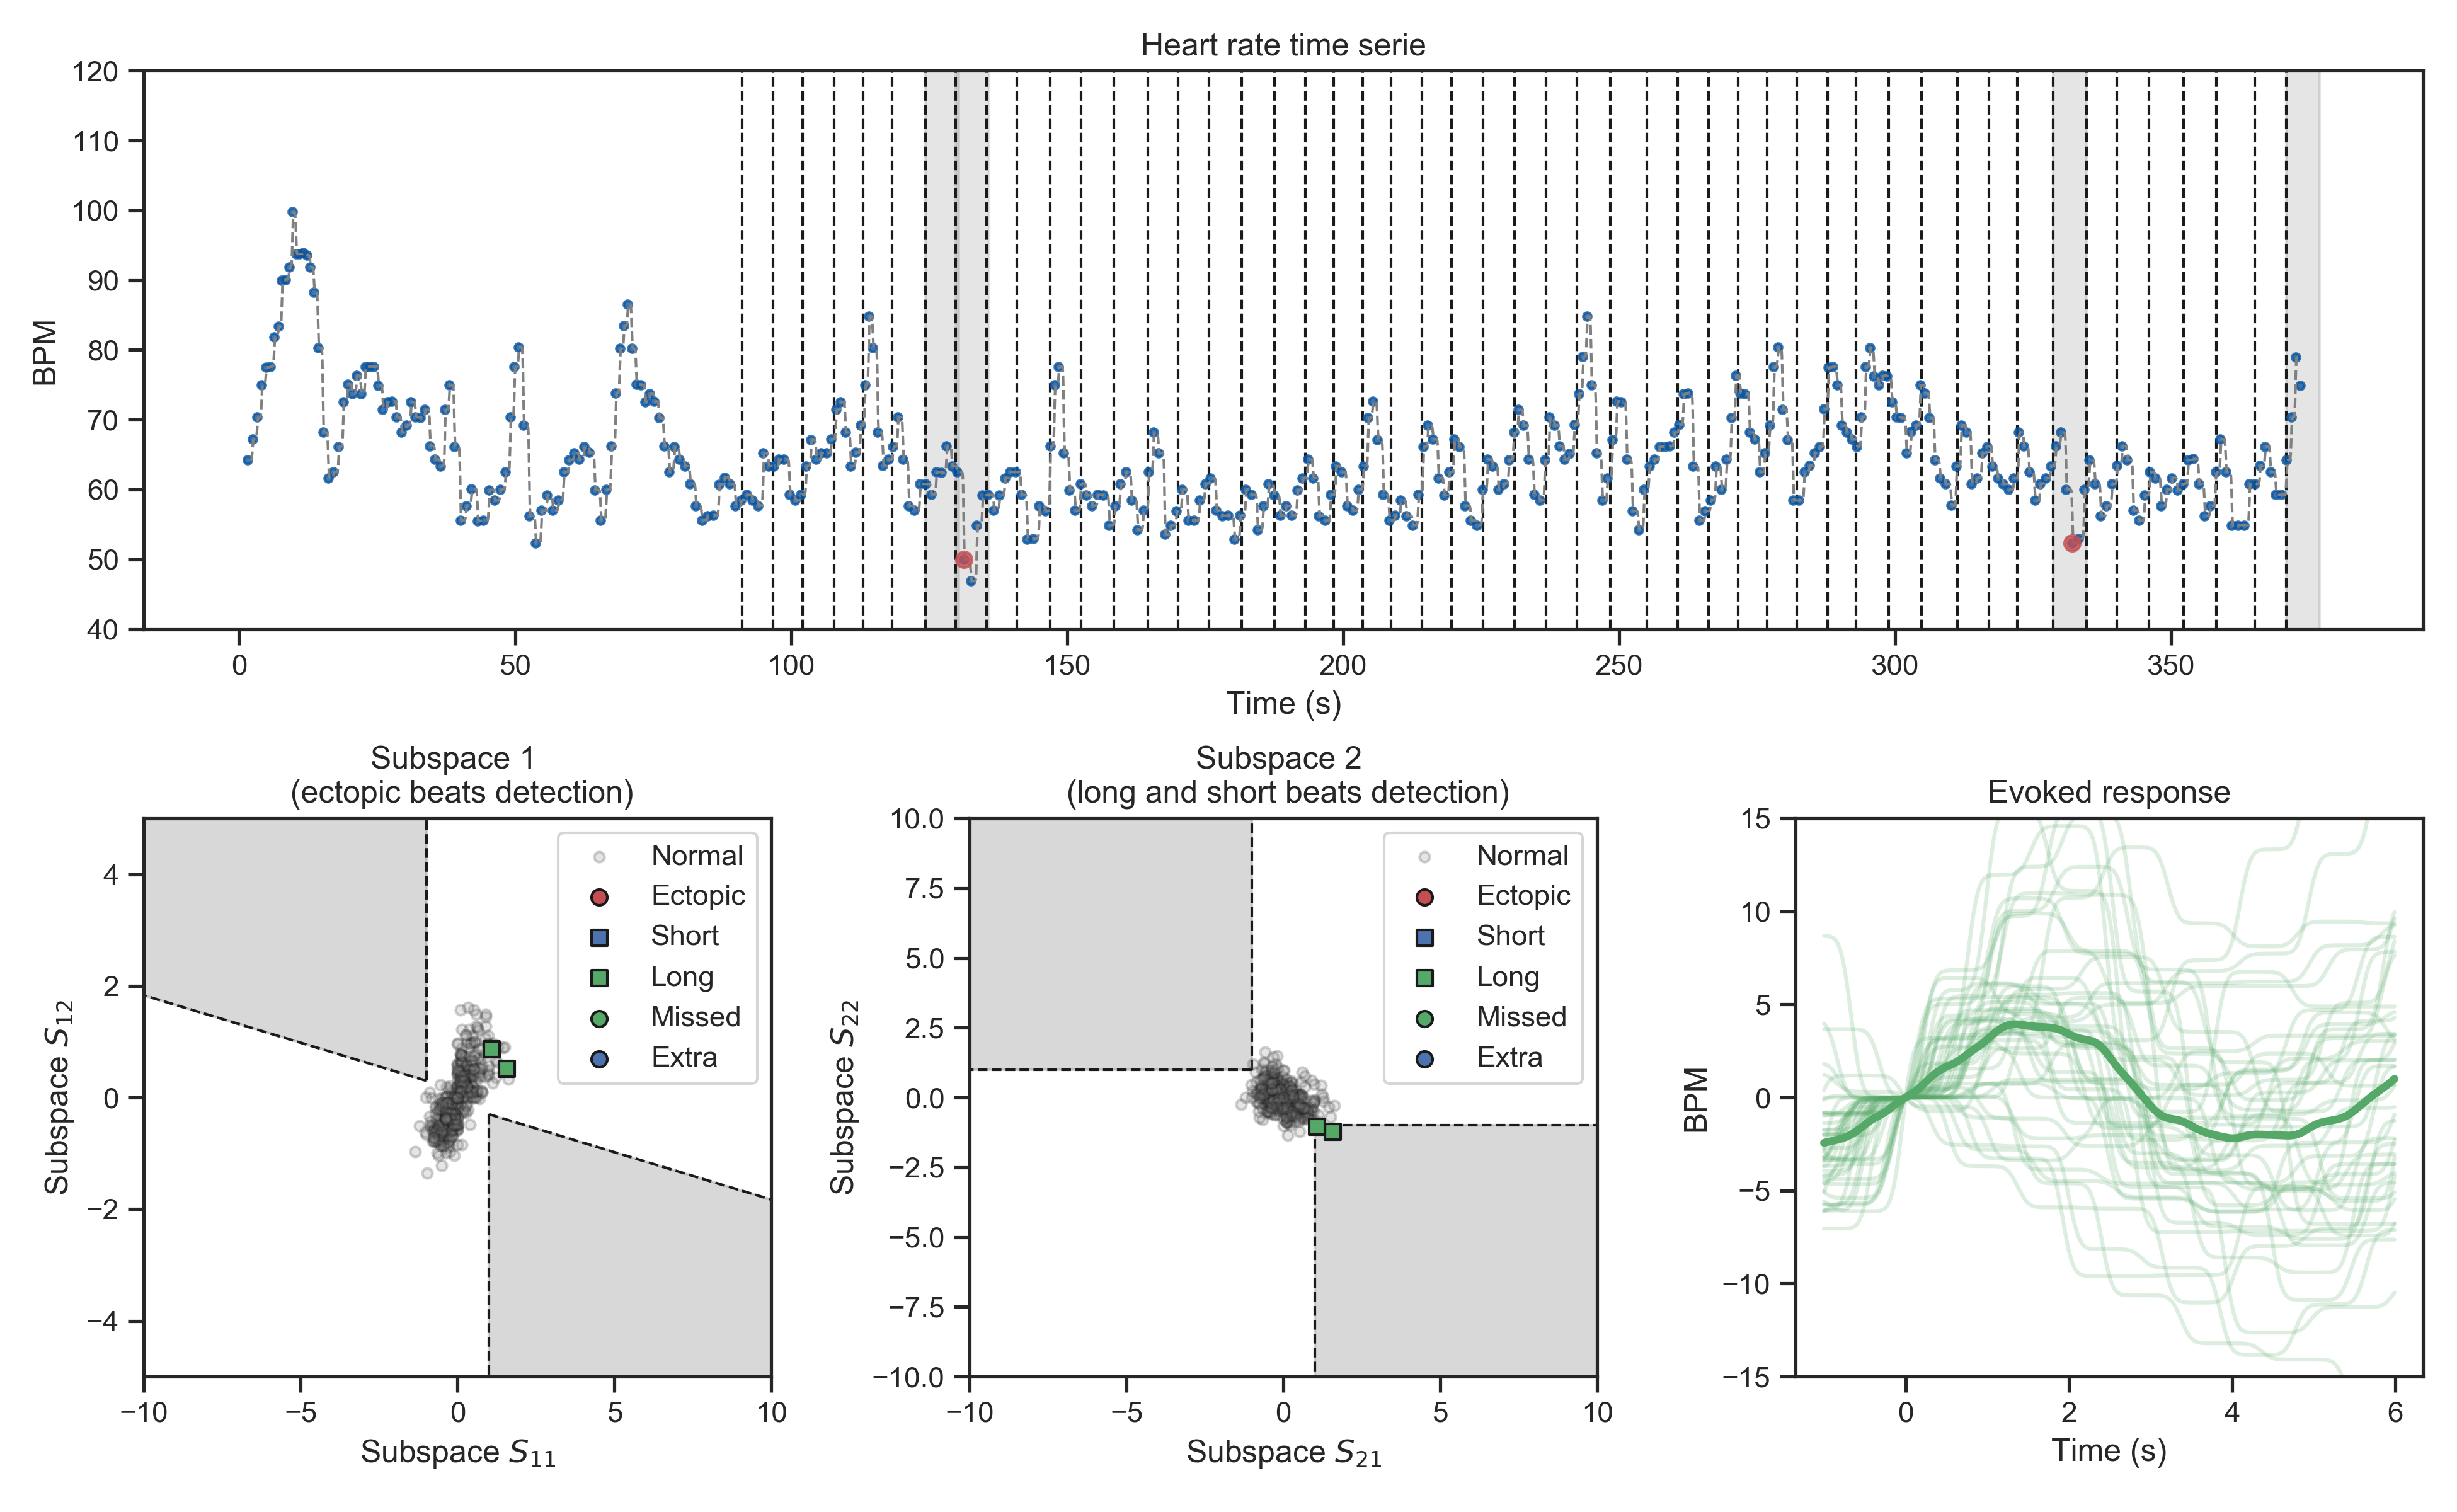 Heart rate time serie
120
110
100
90
80
70
60
50
40
BPM
0 50 100 150 200 250 300 350
Time (s)
Subspace 1
(ectopic beats detection)
4
2
0
−2
−4
Subspace S12
Normal
Ectopic
Short
Long
Missed
Extra
−10 −5 0 5 10
Subspace S11
Subspace 2
(long and short beats detection)
10.0
7.5
5.0
2.5
0.0
−2.5
−5.0
−7.5
−10.0
Subspace S22
Normal
Ectopic
Short
Long
Missed
Extra
−10 −5 0 5 10
Subspace S21
Evoked response
15
10
5
0
−5
−10
−15
BPM
0 2 4 6
Time (s)